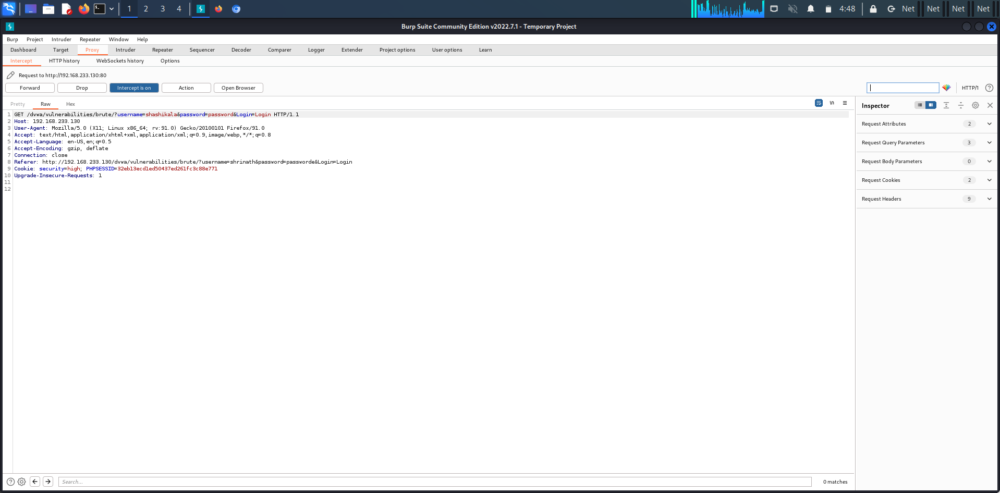 1 2 3 4 4:48 Net Net Net Net
Burp Suite Community Edition v2022.7.1 - Temporary Project
Burp Project Intruder Repeater Window Help
Dashboard Target Proxy Intruder Repeater Sequencer Decoder Comparer Logger Extender Project options User options Learn
Intercept HTTP history WebSockets history Options
Request to http://192.168.233.130:80
Forward Drop Intercept is on Action Open Browser HTTP/1
Pretty Raw Hex \n
Inspector
1 GET /dvwa/vulnerabilities/brute/?username=shashikala&password=password&Login=Login HTTP/1.1
2 Host: 192.168.233.130
3 User-Agent: Mozilla/5.0 (X11; Linux x86_64; rv:91.0) Gecko/20100101 Firefox/91.0
4 Accept: text/html,application/xhtml+xml,application/xml;q=0.9,image/webp,*/*;q=0.8
5 Accept-Language: en-US,en;q=0.5
6 Accept-Encoding: gzip, deflate
7 Connection: close
8 Referer: http://192.168.233.130/dvwa/vulnerabilities/brute/?username=shrinath&password=passworde&Login=Login
9 Cookie: security=high; PHPSESSID=32eb13ecd1ed50437ed261fc3c88e771
10 Upgrade-Insecure-Requests: 1
11
12
Request Attributes 2
Request Query Parameters 3
Request Body Parameters 0
Request Cookies 2
Request Headers 9
Search... 0 matches